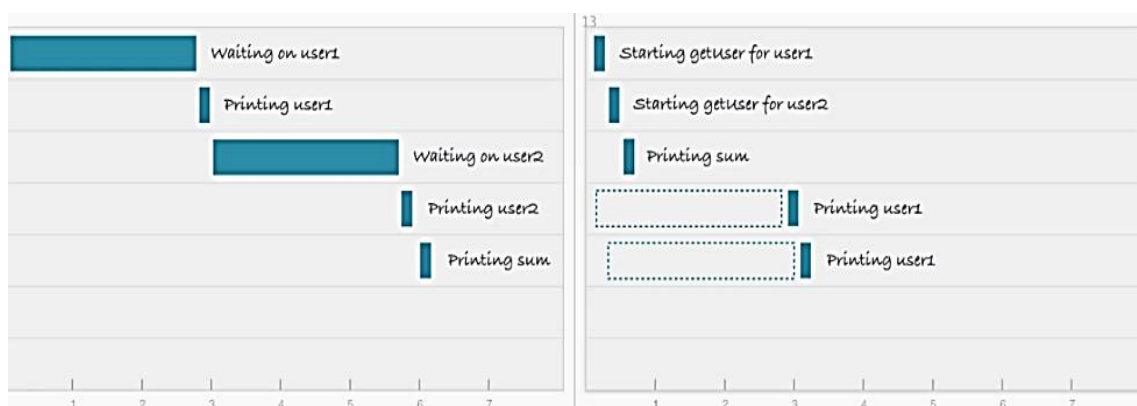 Waiting on user1
Printing user1
Waiting on user2
Printing user2
Printing sum
1 2 3 4 5 6 7
13
Starting getUser for user1
Starting getUser for user2
Printing sum
Printing user1
Printing user1
1 2 3 4 5 6 7